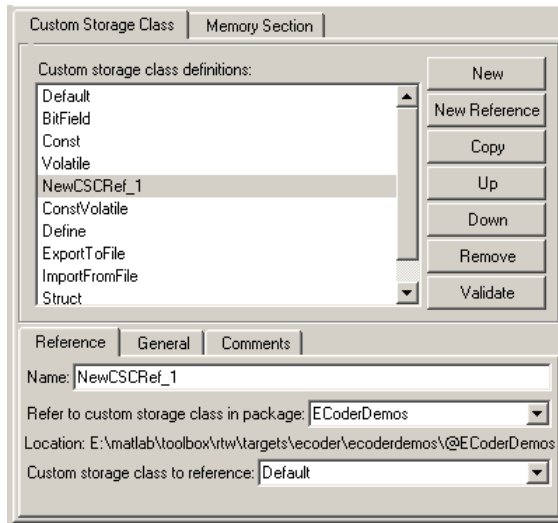 Custom Storage Class Memory Section
Custom storage class definitions:
Default
BitField
Const
Volatile
NewCSCRef_1
ConstVolatile
Define
ExportToFile
ImportFromFile
Struct
New
New Reference
Copy
Up
Down
Remove
Validate
Reference General Comments
Name: NewCSCRef_1
Refer to custom storage class in package: ECoderDemos
Location: E:\matlab\toolbox\rtw\targets\ecoder\ecoderdemos\@ECoderDemos
Custom storage class to reference: Default